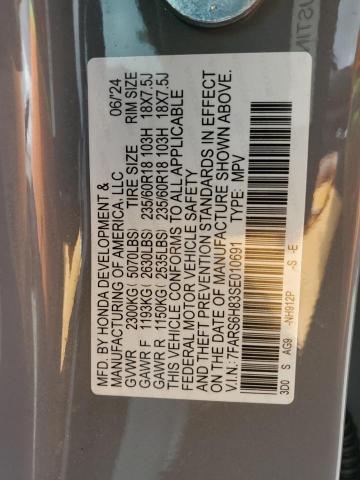 MFD. BY HONDA DEVELOPMENT &
MANUFACTURING OF AMERICA, LLC 06/'24
GVWR 2300KG ( 5070LBS) TIRE SIZE RIM SIZE
GAWR F 1193KG ( 2630LBS) 235/60R18 103H 18X7.5J
GAWR R 1150KG ( 2535LBS) 235/60R18 103H 18X7.5J
THIS VEHICLE CONFORMS TO ALL APPLICABLE
FEDERAL MOTOR VEHICLE SAFETY
AND THEFT PREVENTION STANDARDS IN EFFECT
ON THE DATE OF MANUFACTURE SHOWN ABOVE.
V.I.N.: 7FARS6H83SE010691 TYPE: MPV
3D0 S AG9 -NH912P -S -E